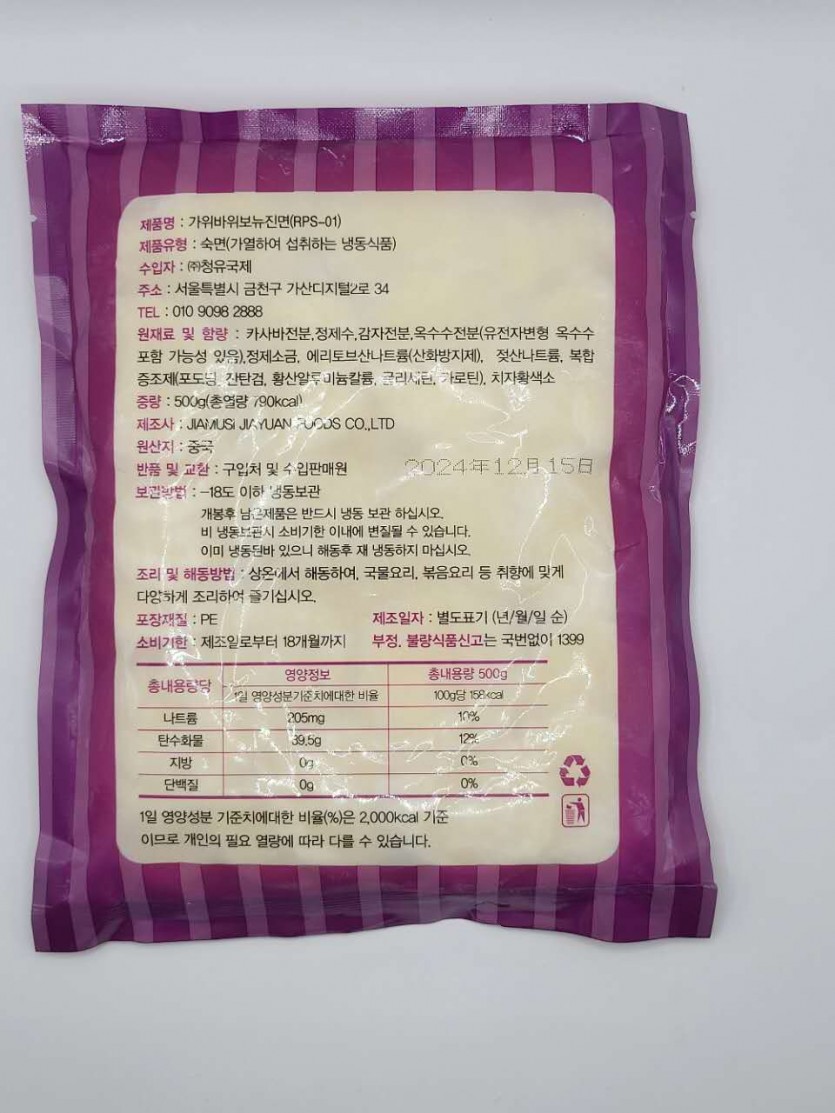 제품명 : 가위바위보뉴진면(RPS-01)
제품유형 : 숙면(가열하여 섭취하는 냉동식품)
수입자 : ㈜청유국제
주소 : 서울특별시 금천구 가산디지털2로 34
TEL : 010 9098 2888
원재료 및 함량 : 카사바전분,정제수,감자전분,옥수수전분(유전자변형 옥수수
포함 가능성 있음),정제소금, 에리토브산나트륨(산화방지제), 젖산나트륨, 복합
증조제(포도당, 잔탄검, 황산알루미늄칼륨, 글리세린, 카로틴), 치자황색소
중량 : 500g(총열량 790kcal)
제조사 : JIAMUSI JIAYUAN FOODS CO.,LTD
원산지 : 중국
반품 및 교환 : 구입처 및 수입판매원 2024年12月15日
보관방법 : -18도 이하 냉동보관
개봉후 남은제품은 반드시 냉동 보관 하십시오.
비 냉동보관시 소비기한 이내에 변질될 수 있습니다.
이미 냉동된바 있으니 해동후 재 냉동하지 마십시오.
조리 및 해동방법 : 상온에서 해동하여, 국물요리, 볶음요리 등 취향에 맞게
다양하게 조리하여 즐기십시오.
포장재질 : PE 제조일자 : 별도표기 (년/월/일 순)
소비기한 : 제조일로부터 18개월까지 부정, 불량식품신고는 국번없이 1399
총내용량당 영양정보 총내용량 500g
1일 영양성분기준치에대한 비율 100g당 158kcal
나트륨 205mg 10%
탄수화물 39.5g 12%
지방 0g 0%
단백질 0g 0%
1일 영양성분 기준치에대한 비율(%)은 2,000kcal 기준
이므로 개인의 필요 열량에 따라 다를 수 있습니다.